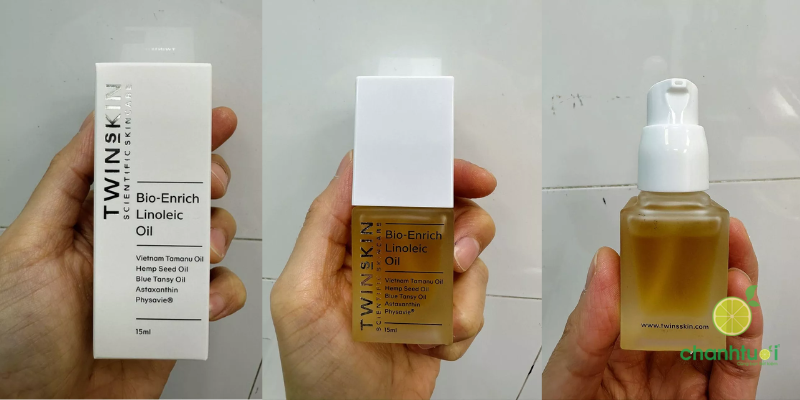 TWINSKIN
SCIENTIFIC SKINCARE
Bio-Enrich
Linoleic
Oil
Vietnam Tamanu Oil
Hemp Seed Oil
Blue Tansy Oil
Astaxanthin
Physavie®
15ml
TWINSKIN
SCIENTIFIC SKINCARE
Bio-Enrich
Linoleic
Oil
Vietnam Tamanu Oil
Hemp Seed Oil
Blue Tansy Oil
Astaxanthin
Physavie®
15ml
www.twinsskin.com
chanhtuoi